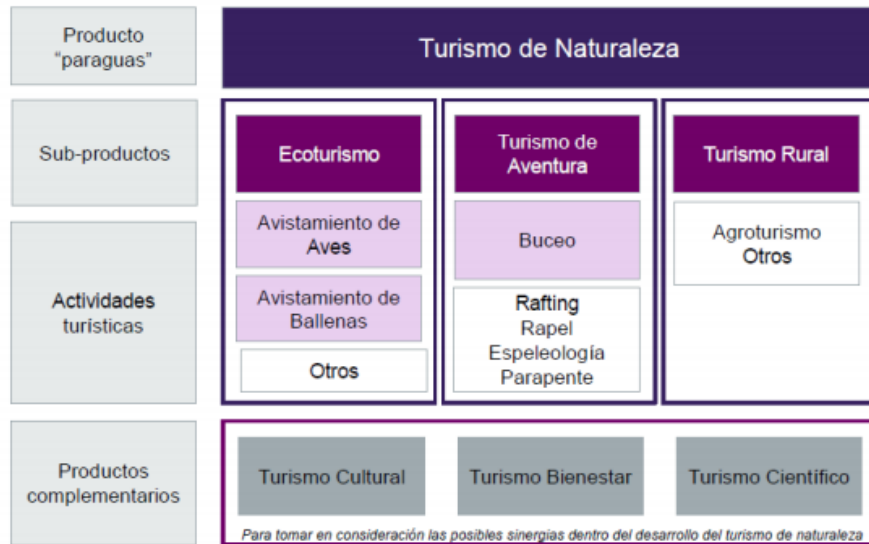 Producto
“paraguas”
Turismo de Naturaleza
Sub-productos
Ecoturismo
Turismo de
Aventura
Turismo Rural
Actividades
turísticas
Avistamiento de
Aves
Avistamiento de
Ballenas
Otros
Buceo
Rafting
Rapel
Espeleología
Parapente
Agroturismo
Otros
Productos
complementarios
Turismo Cultural
Turismo Bienestar
Turismo Científico
Para tomar en consideración las posibles sinergias dentro del desarrollo del turismo de naturaleza